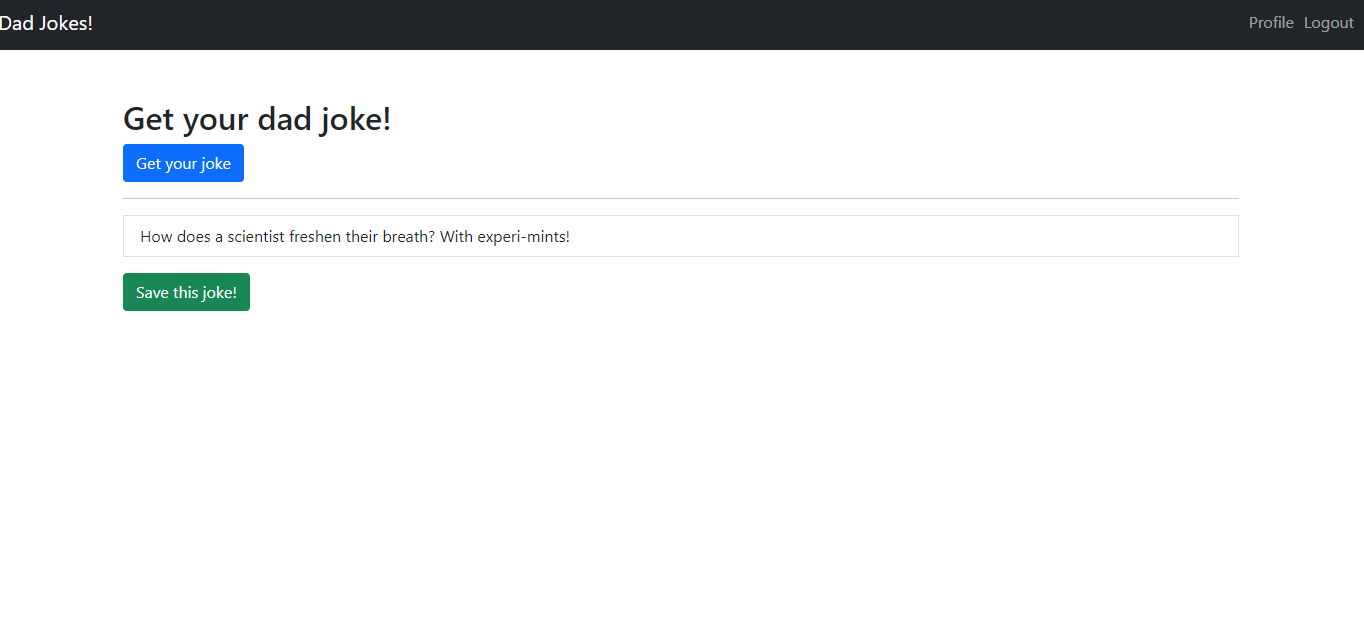 Dad Jokes!
Profile Logout
Get your dad joke!
Get your joke
How does a scientist freshen their breath? With experi-mints!
Save this joke!